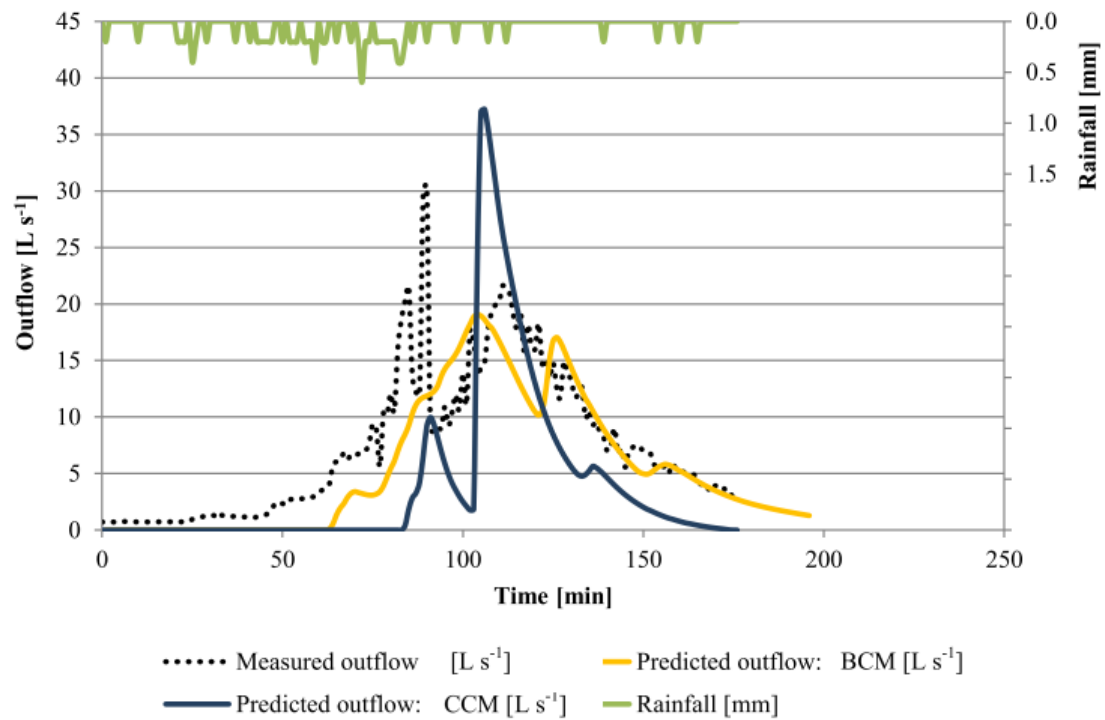 45
40
35
30
25
20
15
10
5
0
Outflow [L s⁻¹]
0.0
0.5
1.0
1.5
Rainfall [mm]
0 50 100 150 200 250
Time [min]
Measured outflow [L s⁻¹]
Predicted outflow: BCM [L s⁻¹]
Predicted outflow: CCM [L s⁻¹]
Rainfall [mm]